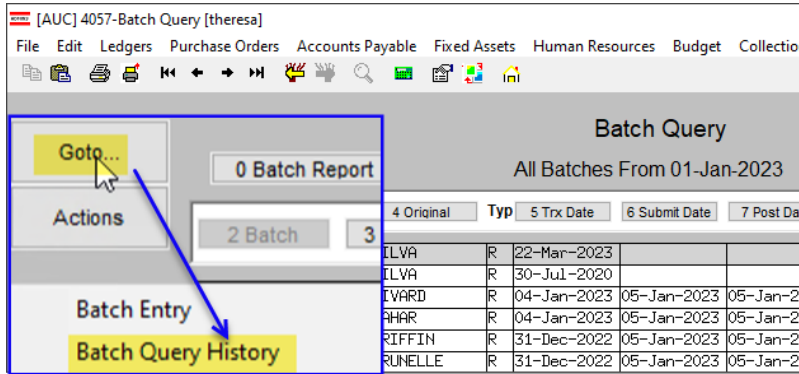 [AUC] 4057-Batch Query [theresa]
File Edit Ledgers Purchase Orders Accounts Payable Fixed Assets Human Resources Budget Collectio
Batch Query
All Batches From 01-Jan-2023
Goto...
0 Batch Report
Actions
2 Batch 3
4 Original Typ 5 Trx Date 6 Submit Date 7 Post Da
ILVA R 22-Mar-2023
ILVA R 30-Jul-2020
IVARD R 04-Jan-2023 05-Jan-2023 05-Jan-2
AHAR R 04-Jan-2023 05-Jan-2023 05-Jan-2
RIFFIN R 31-Dec-2022 05-Jan-2023 05-Jan-2
RUNELLE R 31-Dec-2022 05-Jan-2023 05-Jan-2
Batch Entry
Batch Query History